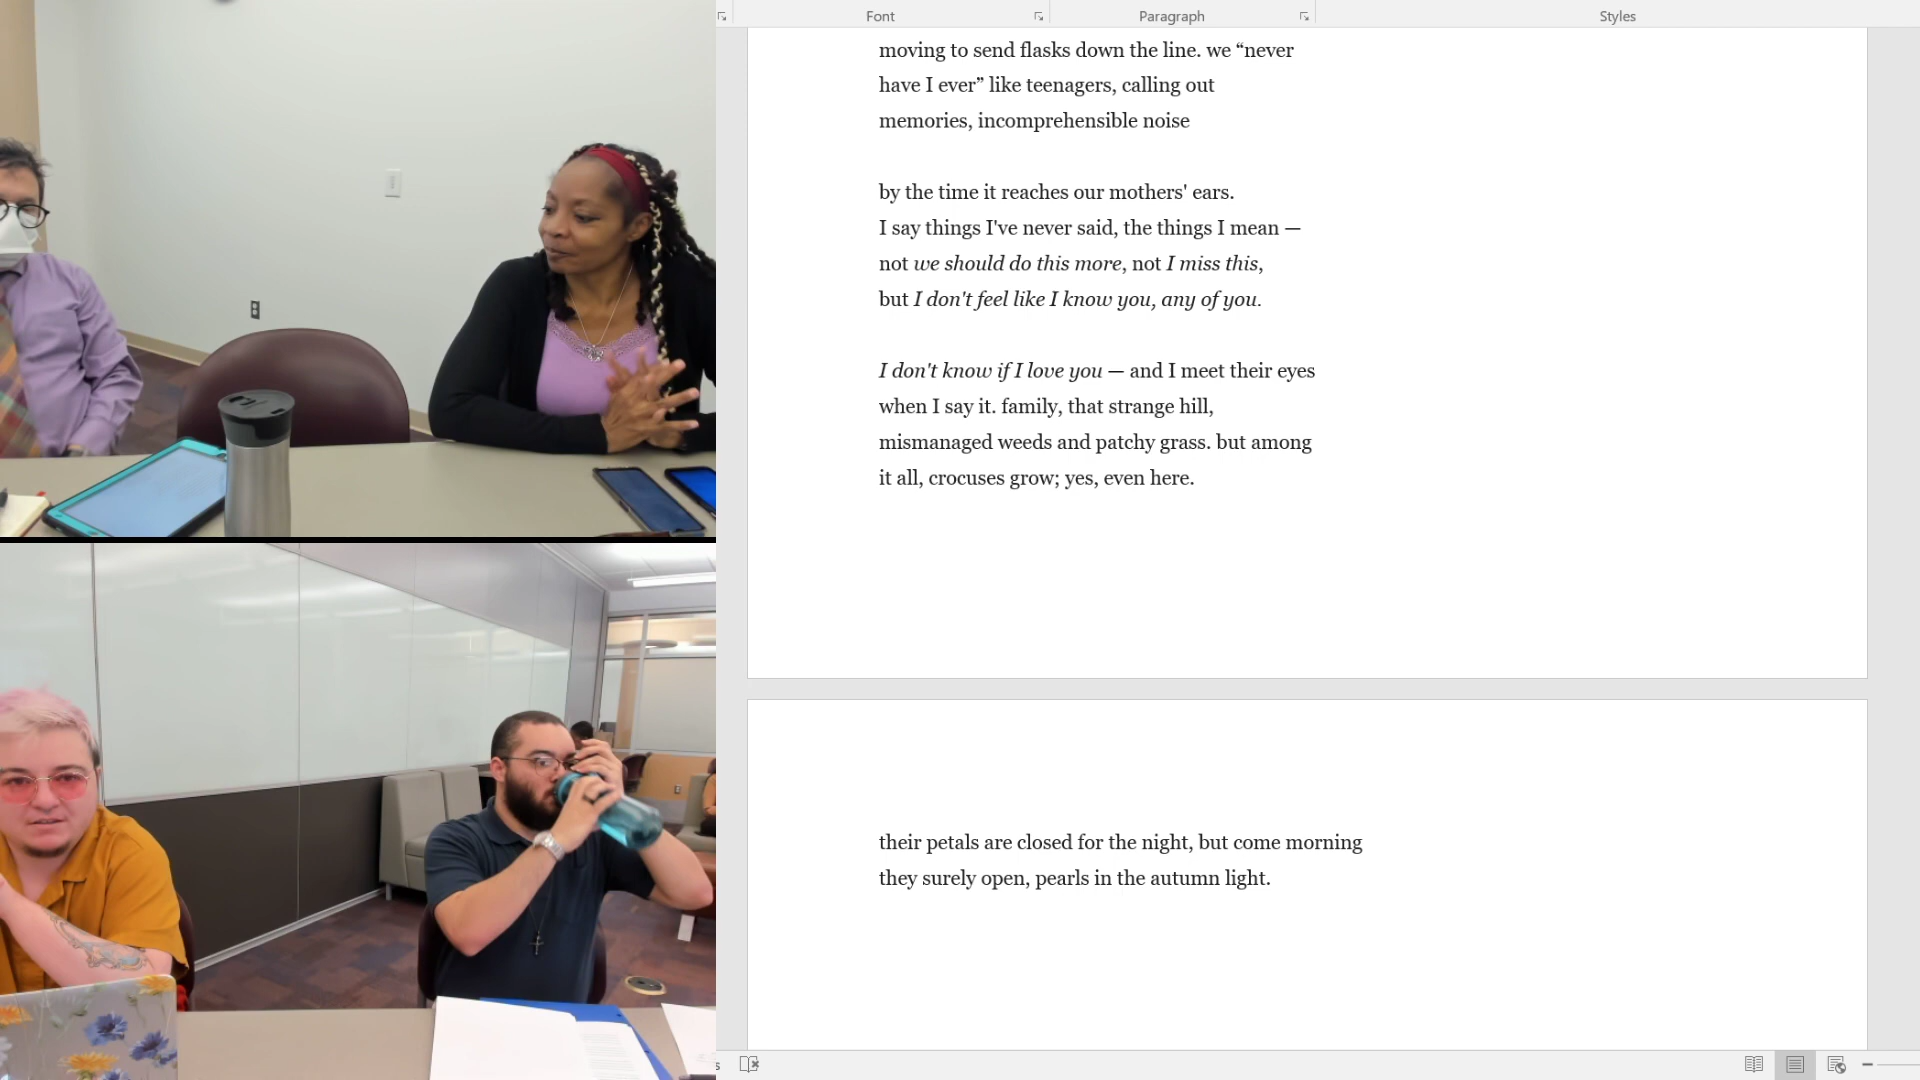 Font
Paragraph
Styles
moving to send flasks down the line. we “never
have I ever” like teenagers, calling out
memories, incomprehensible noise
by the time it reaches our mothers' ears.
I say things I've never said, the things I mean —
not we should do this more, not I miss this,
but I don't feel like I know you, any of you.
I don't know if I love you — and I meet their eyes
when I say it. family, that strange hill,
mismanaged weeds and patchy grass. but among
it all, crocuses grow; yes, even here.
their petals are closed for the night, but come morning
they surely open, pearls in the autumn light.